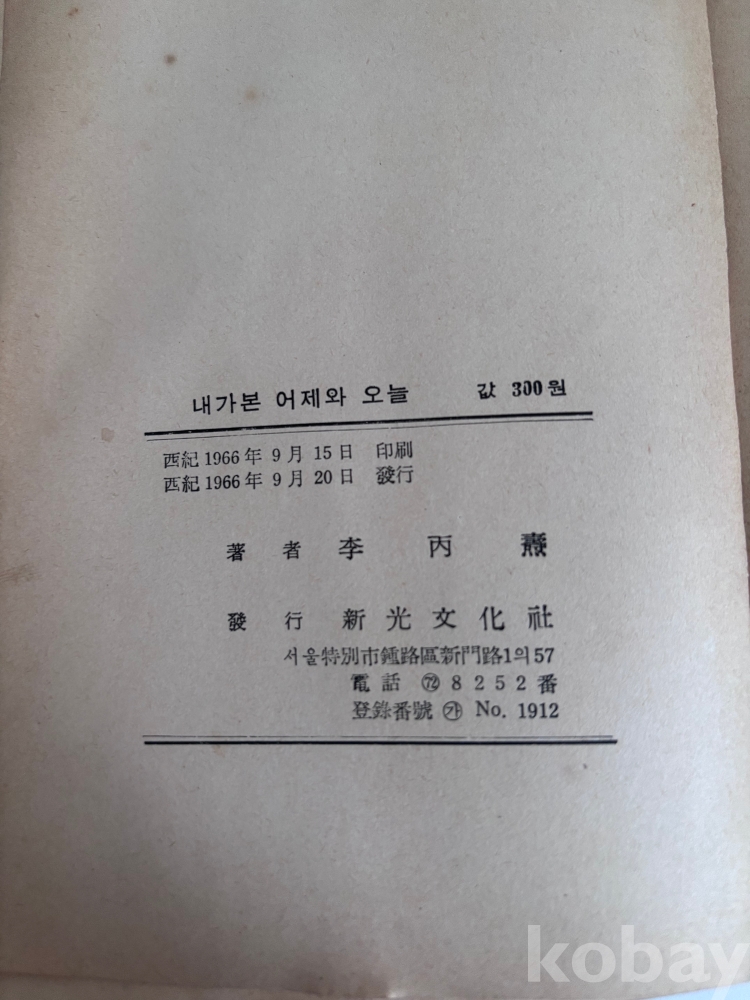 내가본 어제와 오늘 값 300원
西紀 1966年 9月 15日 印刷
西紀 1966年 9月 20日 發行
著者 李丙燾
發行 新光文化社
서울特別市鍾路區新門路1의57
電話 ㉒ 8252番
登錄番號 ㉮ No. 1912
kobay